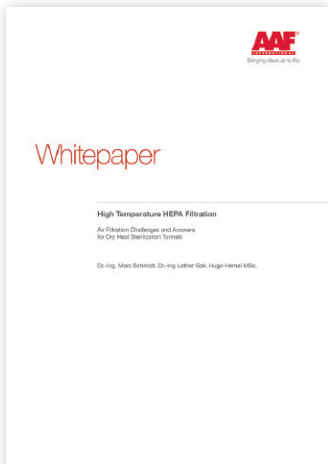 AAF
INTERNATIONAL
Bringing clean air to life
Whitepaper
High Temperature HEPA Filtration
Air Filtration Challenges and Answers
for Dry Heat Sterilization Tunnels
Dr.-Ing. Marc Schmidt, Dr.-Ing Lothar Gail, Hugo Hemel MSc.